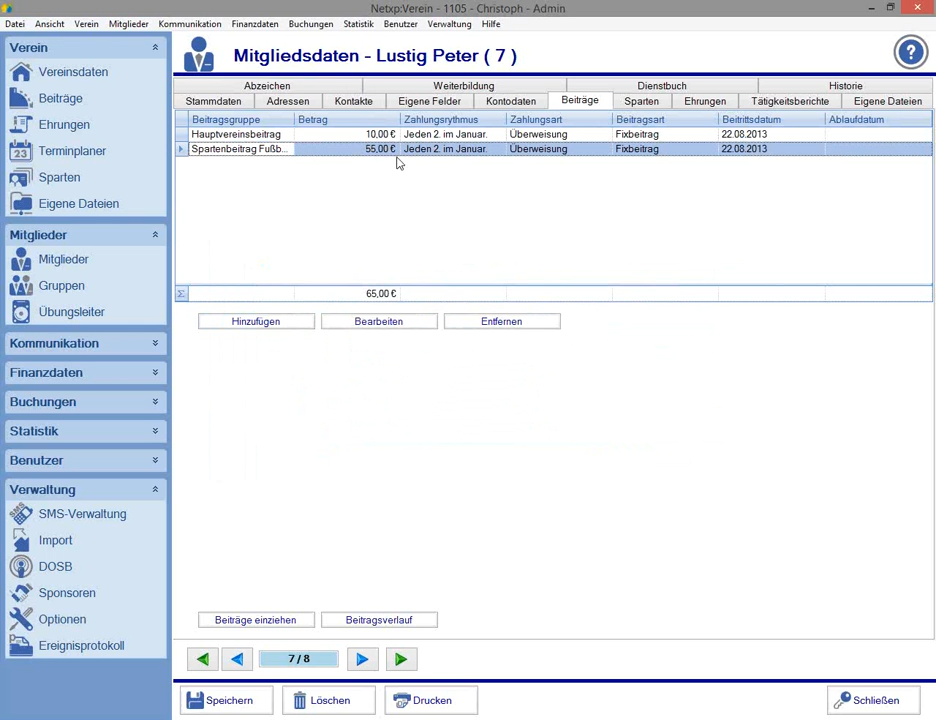 Netxp:Verein - 1105 - Christoph - Admin
Datei Ansicht Verein Mitglieder Kommunikation Finanzdaten Buchungen Statistik Benutzer Verwaltung Hilfe
Verein
Vereinsdaten
Beiträge
Ehrungen
23 Terminplaner
Sparten
Eigene Dateien
Mitglieder
Mitglieder
Gruppen
Übungsleiter
Kommunikation
Finanzdaten
Buchungen
Statistik
Benutzer
Verwaltung
SMS-Verwaltung
Import
DOSB
Sponsoren
Optionen
Ereignisprotokoll
Mitgliedsdaten - Lustig Peter ( 7 )
?
Abzeichen Weiterbildung Dienstbuch Historie
Stammdaten Adressen Kontakte Eigene Felder Kontodaten Beiträge Sparten Ehrungen Tätigkeitsberichte Eigene Dateien
Beitragsgruppe Betrag Zahlungsrythmus Zahlungsart Beitragsart Beitrittsdatum Ablaufdatum
Hauptvereinsbeitrag 10,00 € Jeden 2. im Januar. Überweisung Fixbeitrag 22.08.2013
Spartenbeitrag Fußb... 55,00 € Jeden 2. im Januar. Überweisung Fixbeitrag 22.08.2013
Σ 65,00 €
Hinzufügen Bearbeiten Entfernen
Beiträge einziehen Beitragsverlauf
7 / 8
Speichern Löschen Drucken Schließen